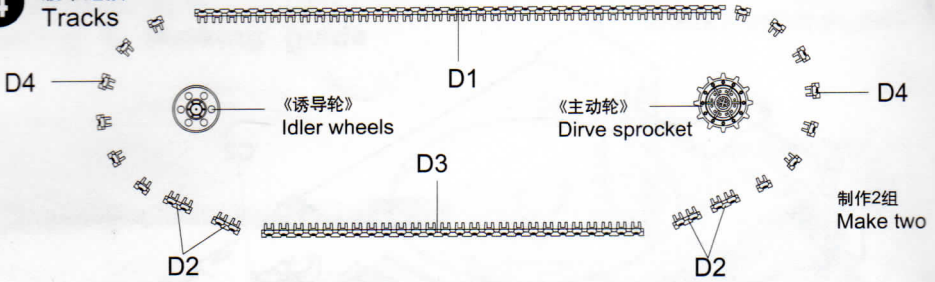 4
Tracks
D1
D4
《诱导轮》
Idler wheels
《主动轮》
Dirve sprocket
D4
D3
制作2组
Make two
D2
D2